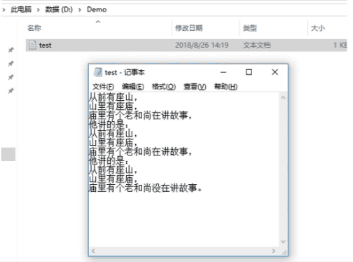 此电脑 > 数据 (D:) > Demo
名称 修改日期 类型 大小
test 2018/8/26 14:19 文本文档 1 KB
test - 记事本
文件(F) 编辑(E) 格式(O) 查看(V) 帮助(H)
从前有座山，
山里有座庙，
庙里有个老和尚在讲故事，
他讲的是：
从前有座山，
山里有座庙，
庙里有个老和尚在讲故事，
他讲的是：
从前有座山，
山里有座庙，
庙里有个老和尚没在讲故事。